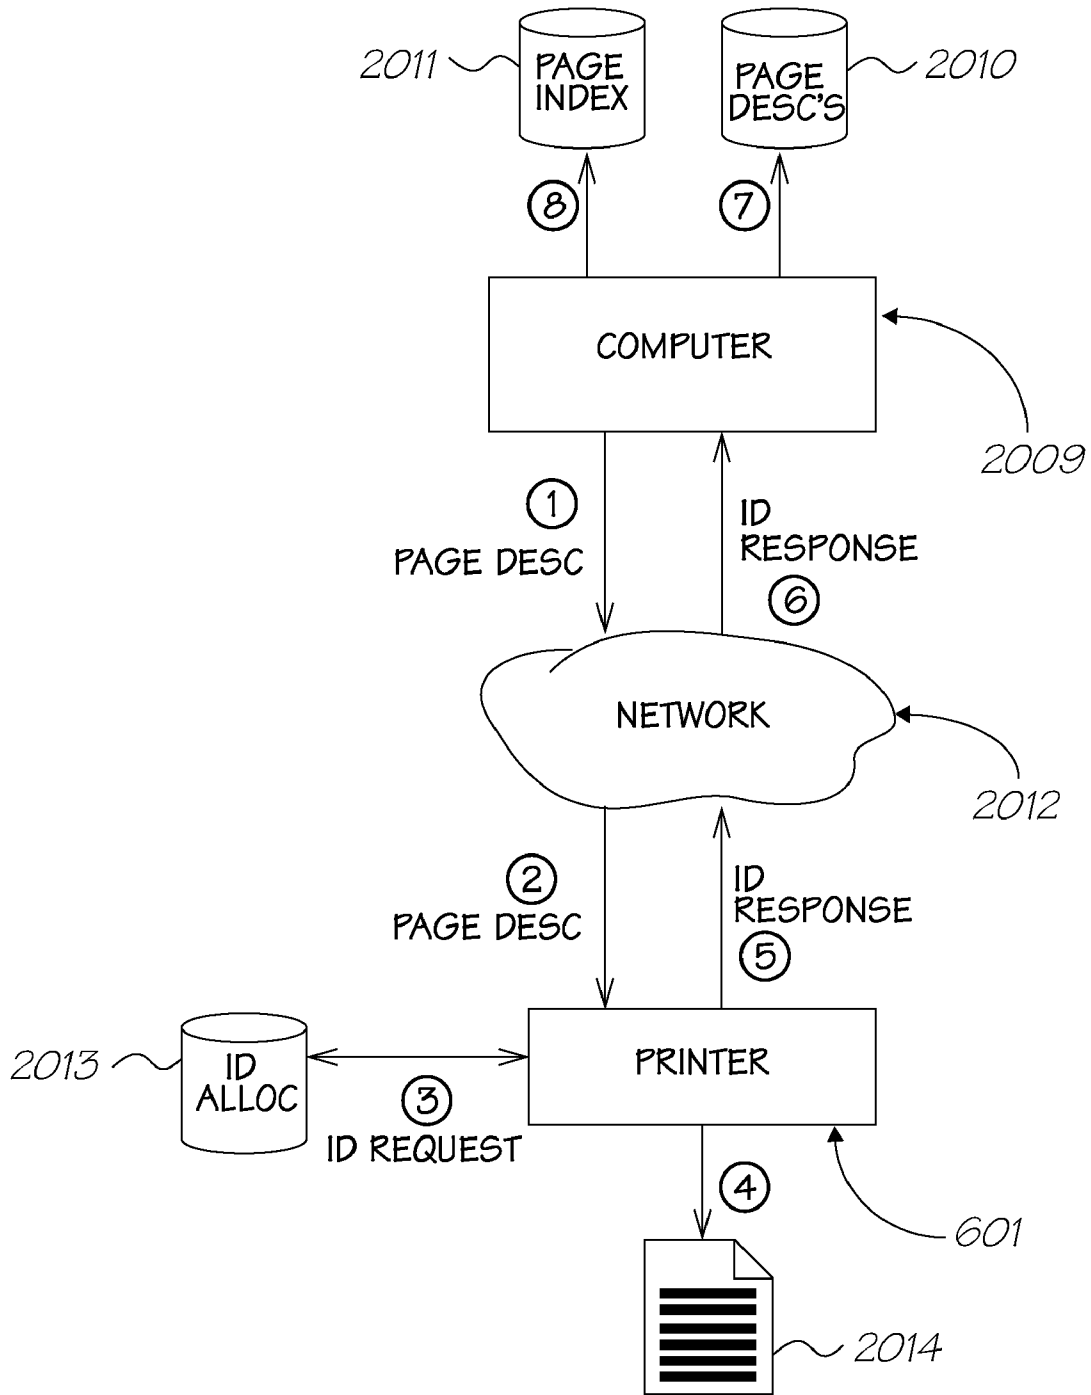 2011
PAGE
INDEX
PAGE
DESC'S
2010
8
7
COMPUTER
2009
1
PAGE DESC
ID
RESPONSE
6
NETWORK
2012
2
PAGE DESC
ID
RESPONSE
5
2013
ID
ALLOC
3
ID REQUEST
PRINTER
4
601
2014